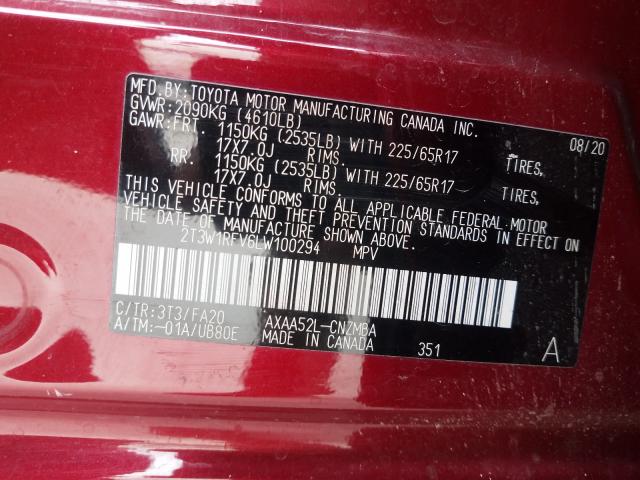 MFD.BY:TOYOTA MOTOR MANUFACTURING CANADA INC.
GVWR:2090KG (4610LB) 08/20
GAWR:FRT. 1150KG (2535LB) WITH 225/65R17 TIRES,
17X7.0J RIMS.
RR. 1150KG (2535LB) WITH 225/65R17 TIRES,
17X7.0J RIMS.
THIS VEHICLE CONFORMS TO ALL APPLICABLE FEDERAL MOTOR
VEHICLE SAFETY AND THEFT PREVENTION STANDARDS IN EFFECT ON
THE DATE OF MANUFACTURE SHOWN ABOVE.
2T3W1RFV6LW100294 MPV
C/TR:3T3/FA20 AXAA52L-CNZMBA
A/TM:-01A/UB80E MADE IN CANADA 351 A